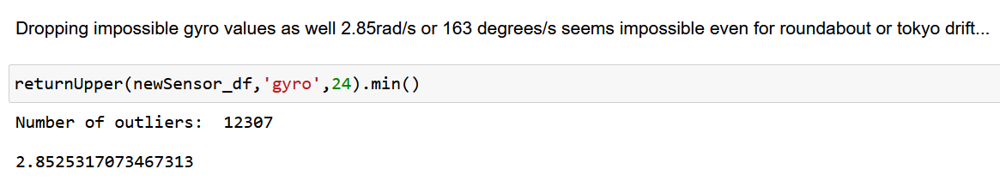 Dropping impossible gyro values as well 2.85rad/s or 163 degrees/s seems impossible even for roundabout or tokyo drift...
returnUpper(newSensor_df,'gyro',24).min()
Number of outliers:  12307
2.8525317073467313